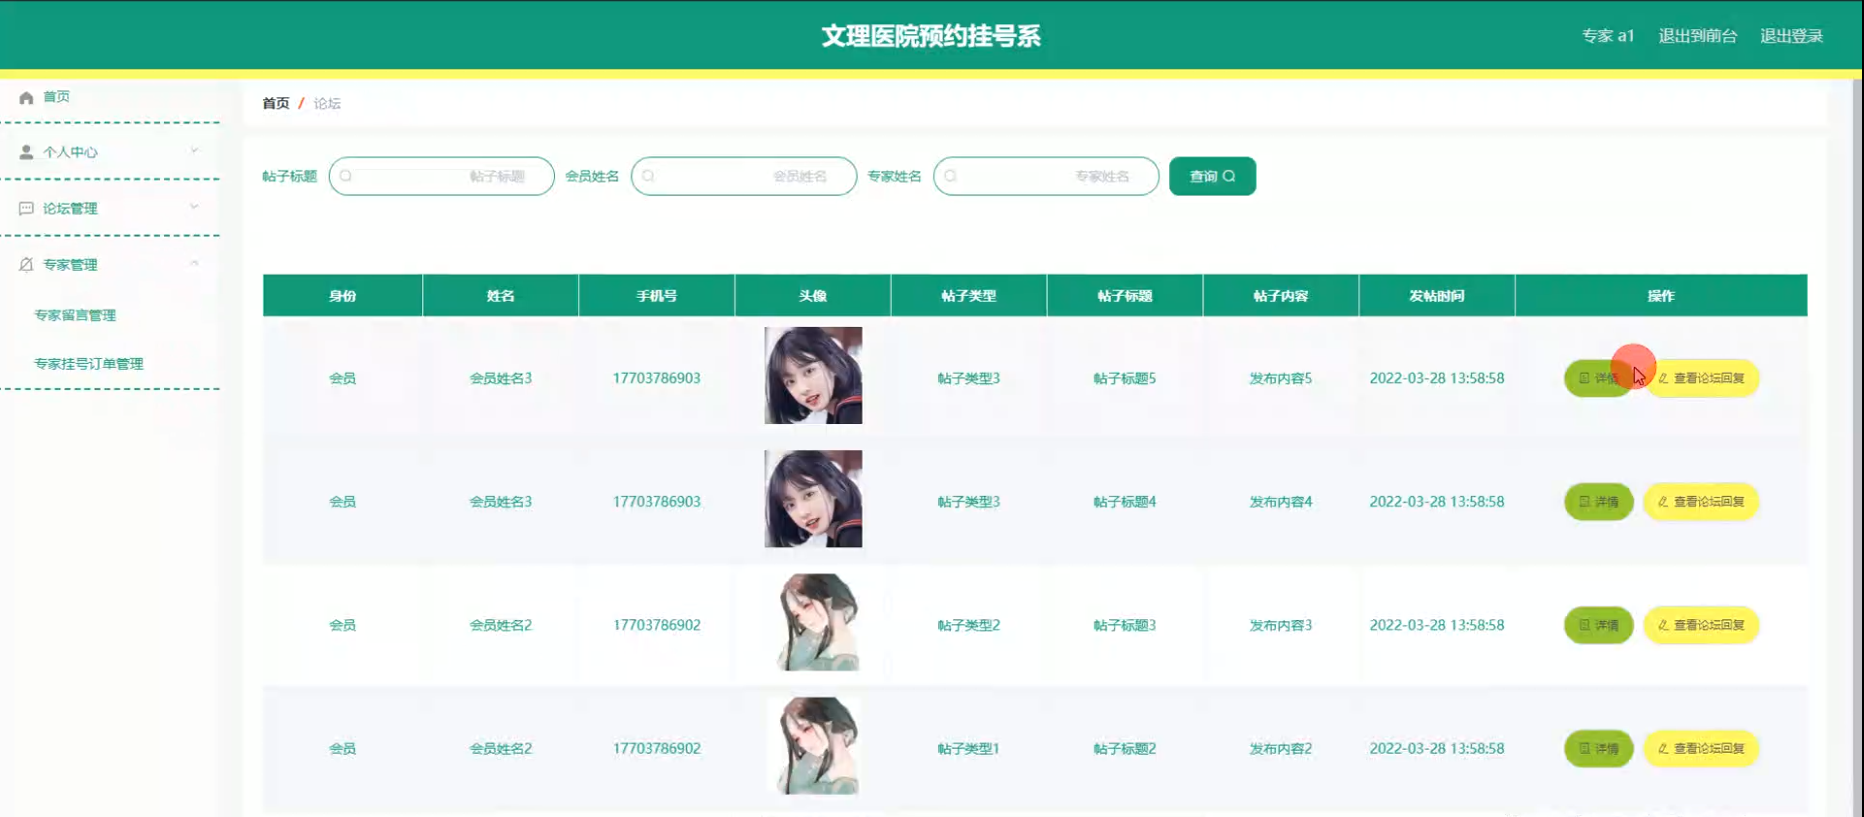 文理医院预约挂号系
专家 a1 退出到前台 退出登录
首页
个人中心
论坛管理
专家管理
专家留言管理
专家挂号订单管理
首页 / 论坛
帖子标题 帖子标题 会员姓名 会员姓名 专家姓名 专家姓名 查询
身份 姓名 手机号 头像 帖子类型 帖子标题 帖子内容 发帖时间 操作
会员 会员姓名3 17703786903 帖子类型3 帖子标题5 发布内容5 2022-03-28 13:58:58 详情 查看论坛回复
会员 会员姓名3 17703786903 帖子类型3 帖子标题4 发布内容4 2022-03-28 13:58:58 详情 查看论坛回复
会员 会员姓名2 17703786902 帖子类型2 帖子标题3 发布内容3 2022-03-28 13:58:58 详情 查看论坛回复
会员 会员姓名2 17703786902 帖子类型1 帖子标题2 发布内容2 2022-03-28 13:58:58 详情 查看论坛回复